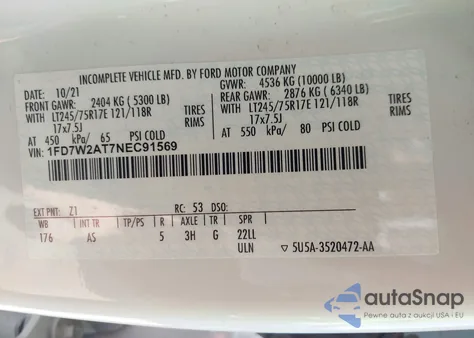 INCOMPLETE VEHICLE MFD. BY FORD MOTOR COMPANY
10/21 GVWR: 4536 KG (10000 LB)
FRONT GAWR: 2404 KG (5300 LB) REAR GAWR: 2876 KG (6340 LB)
WITH LT245/75R17E 121/118R TIRES WITH LT245/75R17E 121/118R TIRES
17x7.5J RIMS 17x7.5J RIMS
AT 450 kPa/ 65 PSI COLD AT 550 kPa/ 80 PSI COLD
VIN: 1FD7W2AT7NEC91569
EXT PNT: Z1 RC: 53 DSO:
WB INT TR TP/PS R AXLE TR SPR
176 AS 5 3H G 22LL
ULN ▽ 5U5A-3520472-AA
autaSnap
Pewne auta z aukcji USA - EU